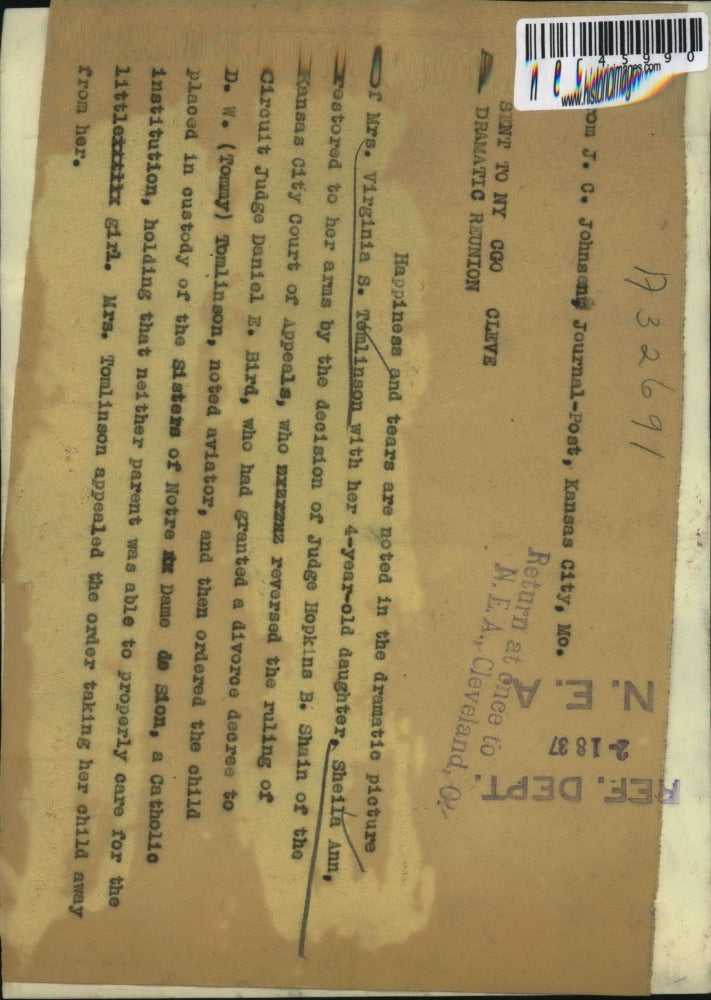 A32691
om J. C. Johnsen, Journal-Post, Kansas City, Mo.
SENT TO NY CGO CLEVE
A DRAMATIC REUNION
Return at once to
N.E.A., Cleveland, O.
N. E. A
2-18 37
REF. DEPT.
Happiness and tears are noted in the dramatic picture
Of Mrs. Virginia S. Tomlinson with her 4-year-old daughter, Sheila Ann,
restored to her arms by the decision of Judge Hopkins B. Shain of the
Kansas City Court of Appeals, who reversed the ruling of
Circuit Judge Daniel E. Bird, who had granted a divorce decree to
D. W. (Tommy) Tomlinson, noted aviator, and then ordered the child
placed in custody of the Sisters of Notre Dame de Sion, a Catholic
institution, holding that neither parent was able to properly care for the
little girl. Mrs. Tomlinson appealed the order taking her child away
from her.
www.historicimages.com